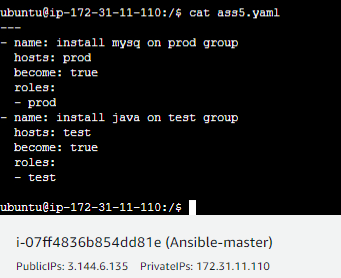 ubuntu@ip-172-31-11-110:/$ cat ass5.yaml
---
- name: install mysq on prod group
  hosts: prod
  become: true
  roles:
  - prod
- name: install java on test group
  hosts: test
  become: true
  roles:
  - test

ubuntu@ip-172-31-11-110:/$
i-07ff4836b854dd81e (Ansible-master)
PublicIPs: 3.144.6.135 PrivateIPs: 172.31.11.110